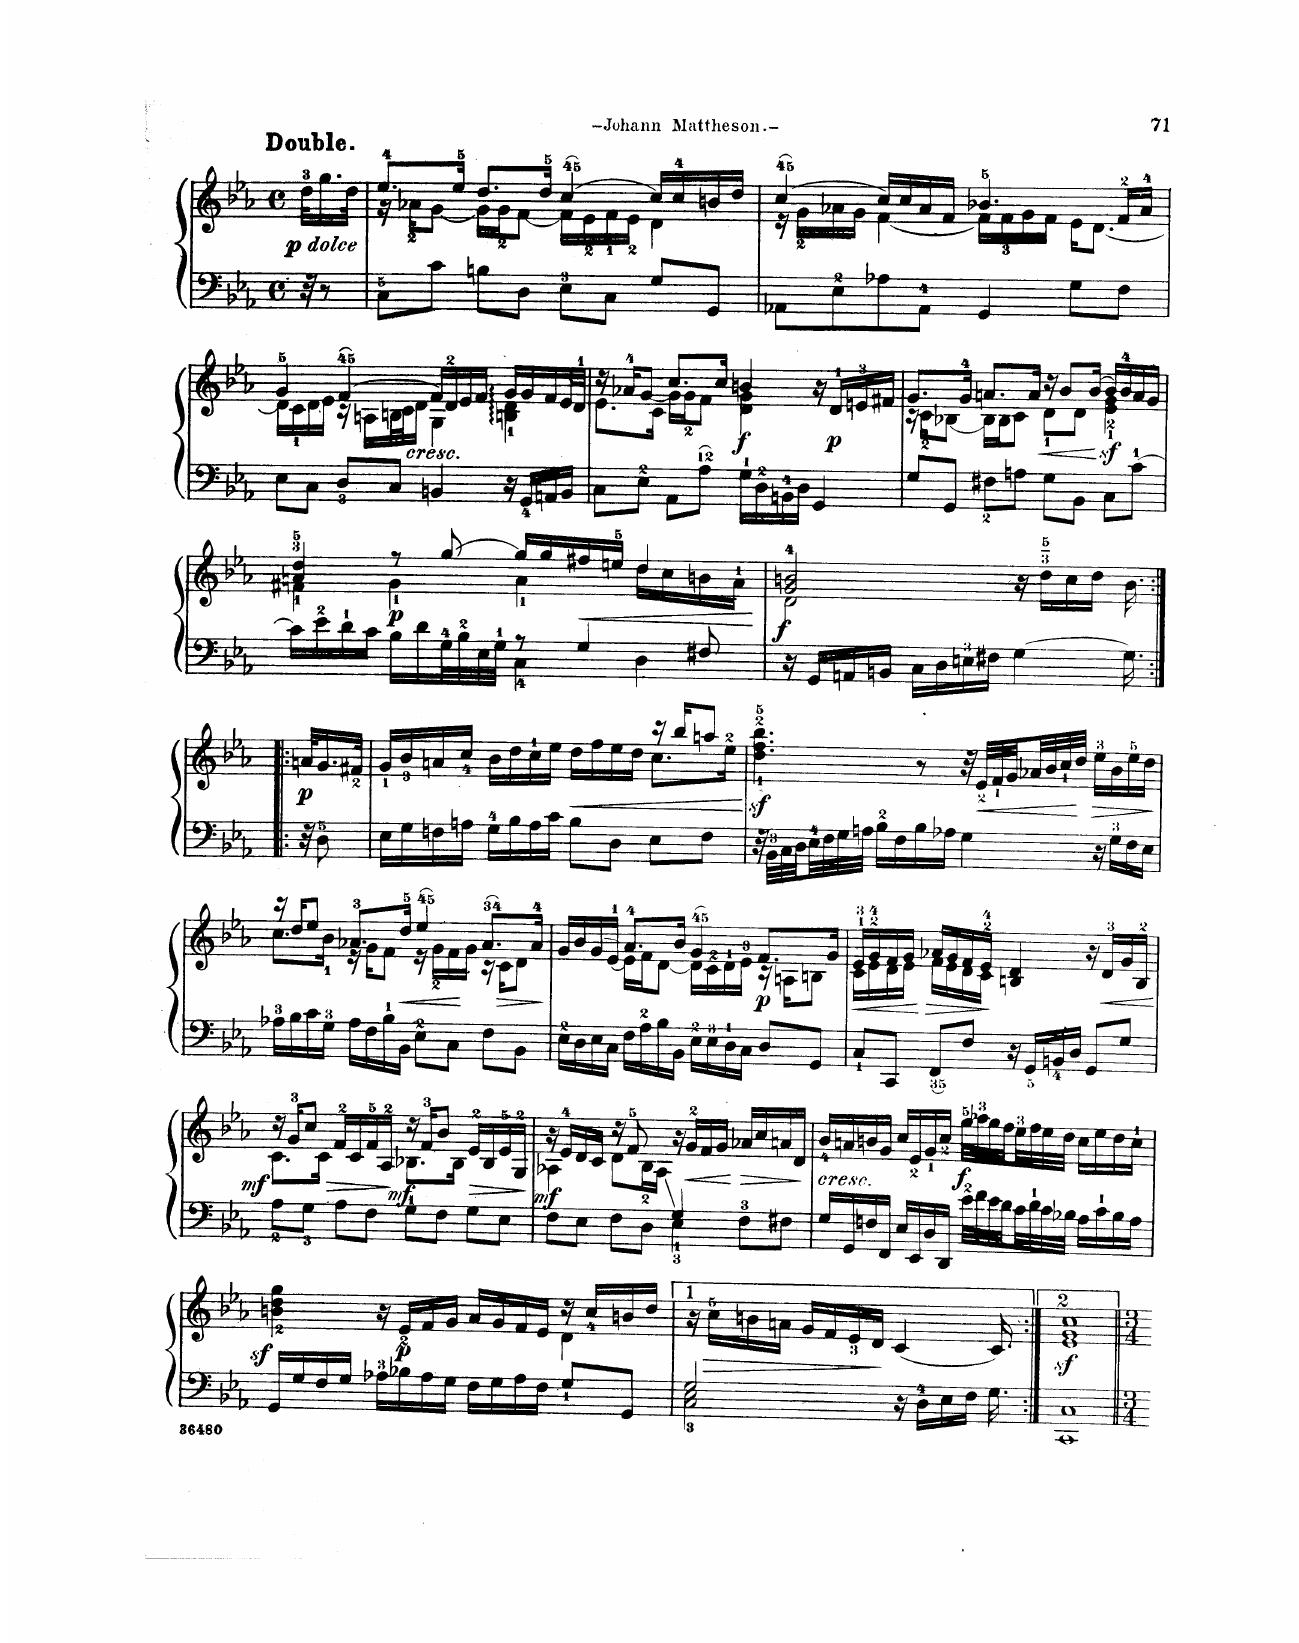 -Johann Mattheson.-
71
Double.
p dolce
cresc.
f
p
sf
p
f
p
sf
p
mf
mf
mf
cresc.
f
1
2
sf
p
sf
36480